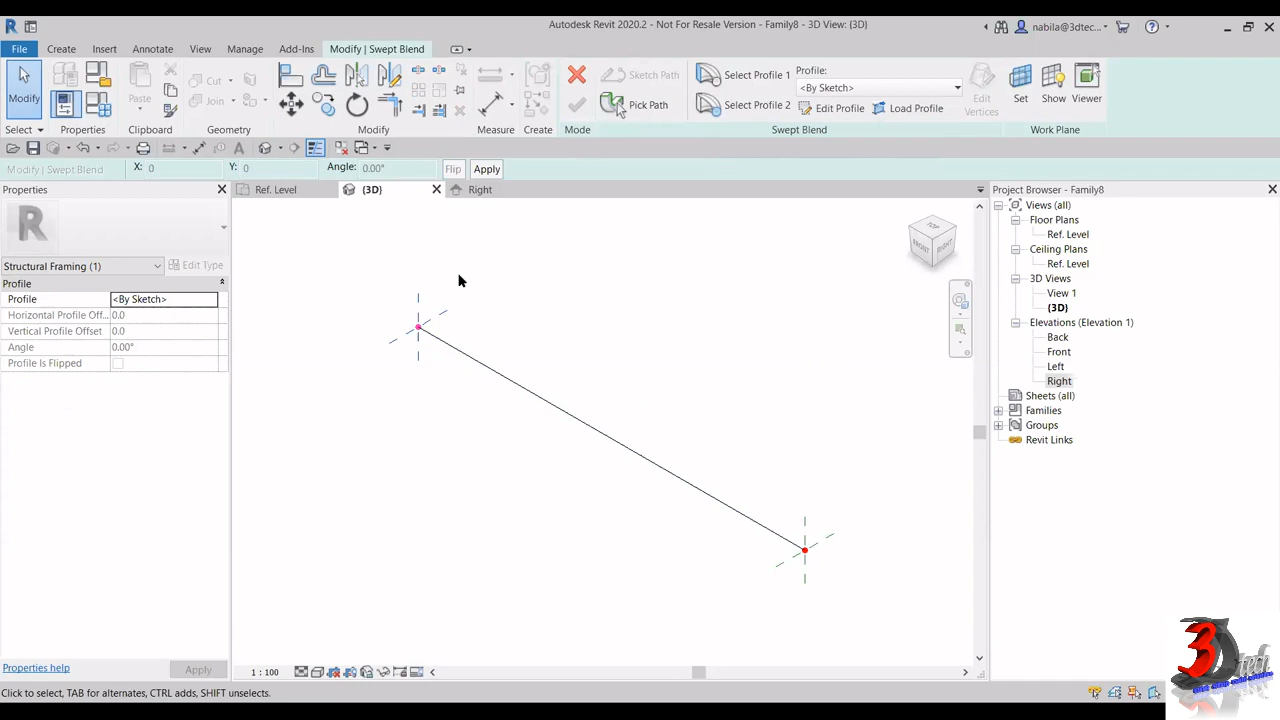 Autodesk Revit 2020.2 - Not For Resale Version - Family8 - 3D View: {3D}
nabila@3dtec...
File Create Insert Annotate View Manage Add-Ins Modify | Swept Blend
Modify
Paste
Cut
Join
Sketch Path
Pick Path
Select Profile 1
Select Profile 2
Profile:
<By Sketch>
Edit Profile
Load Profile
Edit
Vertices
Set
Show
Viewer
Select Properties Clipboard Geometry Modify Measure Create Mode Swept Blend Work Plane
Modify | Swept Blend X: 0 Y: 0 Angle: 0.00° Flip Apply
Properties
Ref. Level {3D} Right
Project Browser - Family8
Structural Framing (1) Edit Type
Profile
Profile <By Sketch>
Horizontal Profile Off... 0.0
Vertical Profile Offset 0.0
Angle 0.00°
Profile Is Flipped
TOP
FRONT RIGHT
Views (all)
Floor Plans
Ref. Level
Ceiling Plans
Ref. Level
3D Views
View 1
{3D}
Elevations (Elevation 1)
Back
Front
Left
Right
Sheets (all)
Families
Groups
Revit Links
Properties help Apply
1 : 100
Click to select, TAB for alternates, CTRL adds, SHIFT unselects.
3Dtech